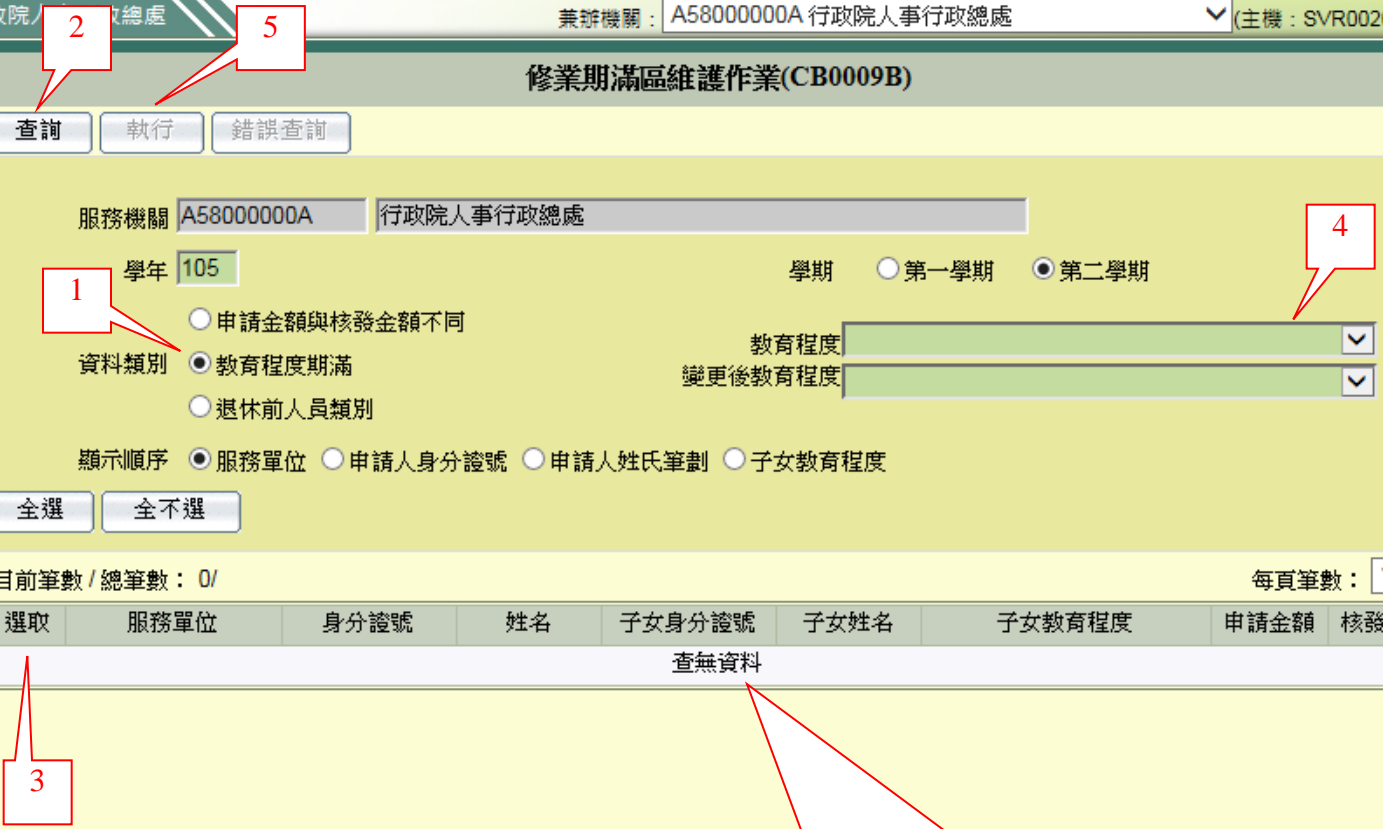 政院人 政總處
2
5
兼辦機關： A58000000A 行政院人事行政總處 (主機：SVR002
修業期滿區維護作業(CB0009B)
查詢 執行 錯誤查詢
服務機關 A58000000A 行政院人事行政總處
4
學年 105 學期 第一學期 第二學期
1
申請金額與核發金額不同
資料類別 教育程度期滿
退休前人員類別
教育程度
變更後教育程度
顯示順序 服務單位 申請人身分證號 申請人姓氏筆劃 子女教育程度
全選 全不選
目前筆數 / 總筆數： 0/ 每頁筆數：
選取 服務單位 身分證號 姓名 子女身分證號 子女姓名 子女教育程度 申請金額 核發
查無資料
3